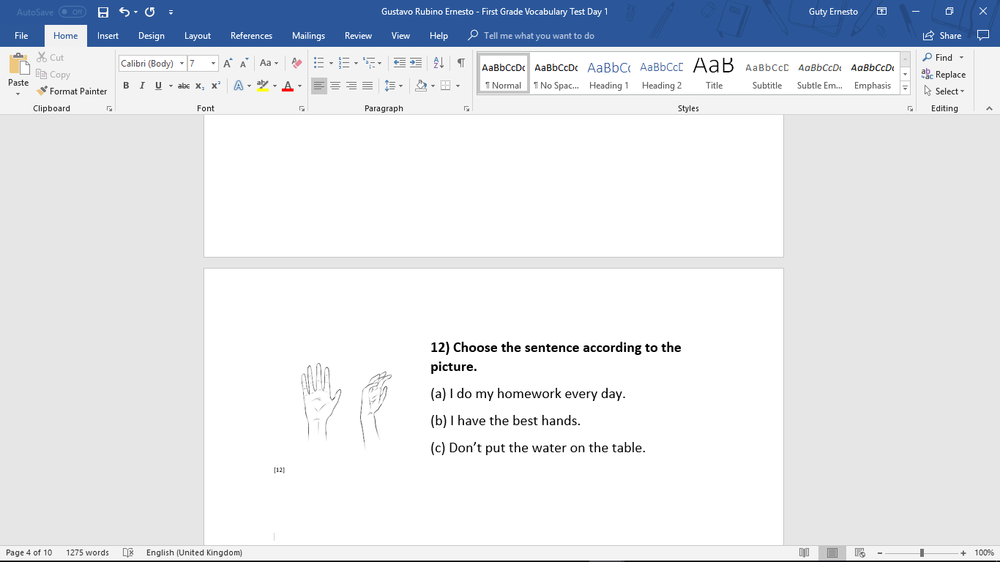 AutoSave Off
Gustavo Rubino Ernesto - First Grade Vocabulary Test Day 1
Guty Ernesto
File Home Insert Design Layout References Mailings Review View Help Tell me what you want to do Share
Paste
Cut
Copy
Format Painter
Clipboard
Calibri (Body) 7 A A Aa A
B I U abc x₂ x² A ab A
Font
A Z ¶
Paragraph
AaBbCcDc AaBbCcDc AaBbCc AaBbCcD AaB AaBbCcD AaBbCcDc AaBbCcDc
¶ Normal ¶ No Spac... Heading 1 Heading 2 Title Subtitle Subtle Em... Emphasis
Styles
Find
Replace
Select
Editing
12) Choose the sentence according to the
picture.
(a) I do my homework every day.
(b) I have the best hands.
(c) Don’t put the water on the table.
[12]
Page 4 of 10 1275 words English (United Kingdom) 100%